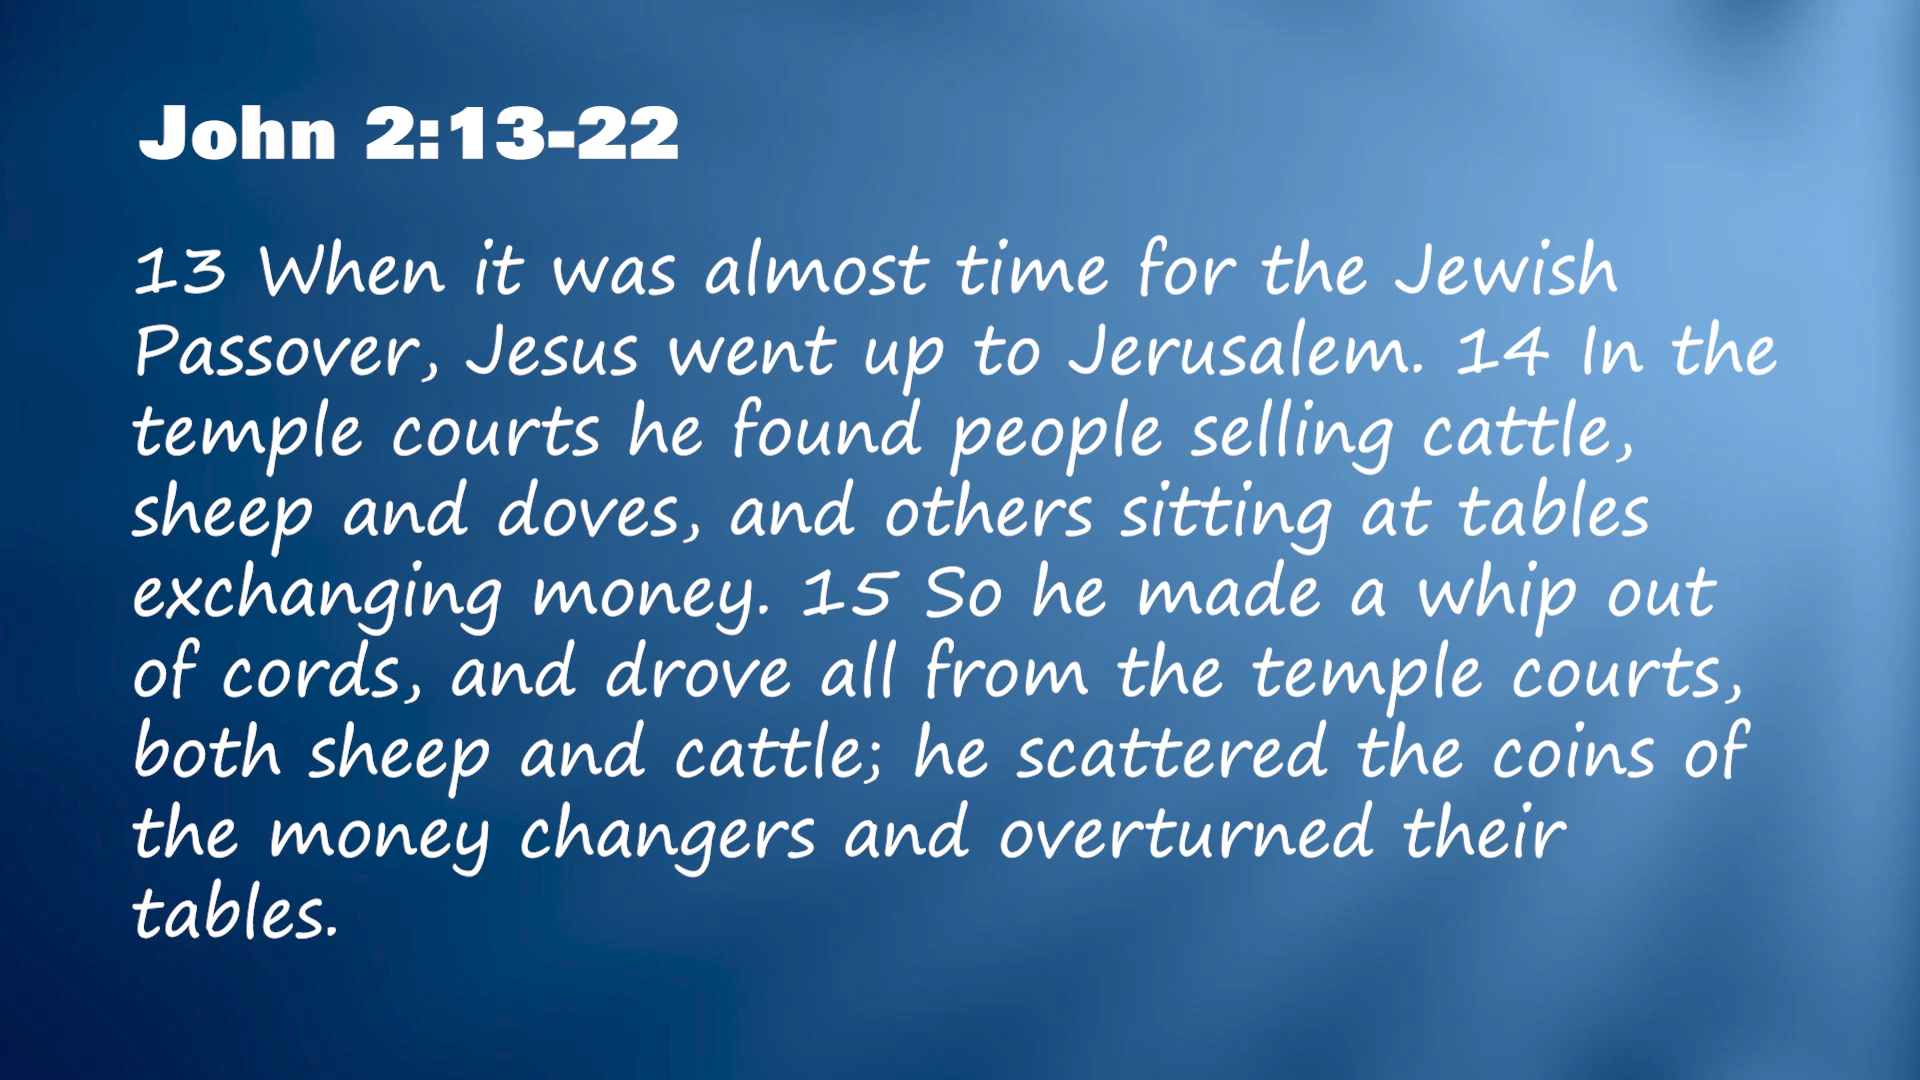 John 2:13-22
13 When it was almost time for the Jewish
Passover, Jesus went up to Jerusalem. 14 In the
temple courts he found people selling cattle,
sheep and doves, and others sitting at tables
exchanging money. 15 So he made a whip out
of cords, and drove all from the temple courts,
both sheep and cattle; he scattered the coins of
the money changers and overturned their
tables.